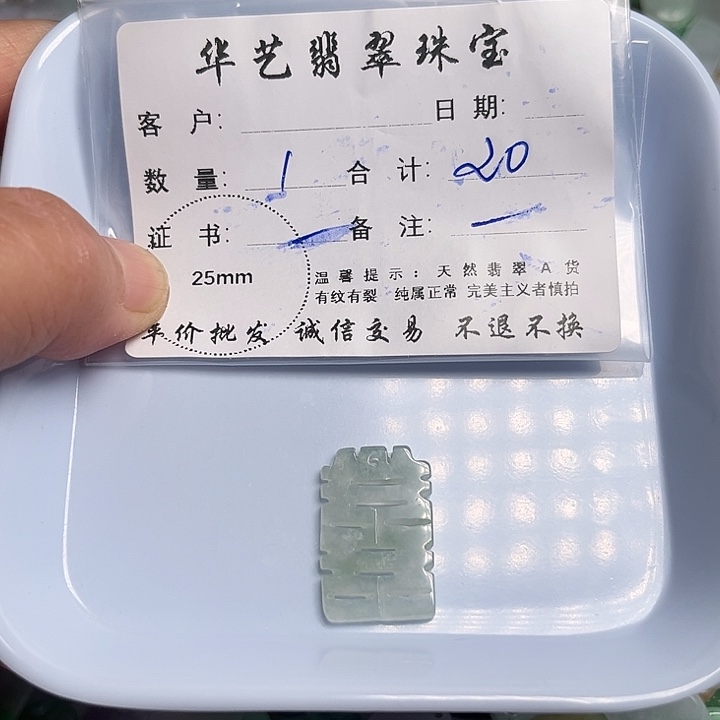 华艺翡翠珠宝
客 户: 日 期:
数 量: 1 合 计: 20
证 书: — 备 注: —
25mm
温馨提示: 天然翡翠A货
有纹有裂 纯属正常 完美主义者慎拍
价批发 诚信交易 不退不换